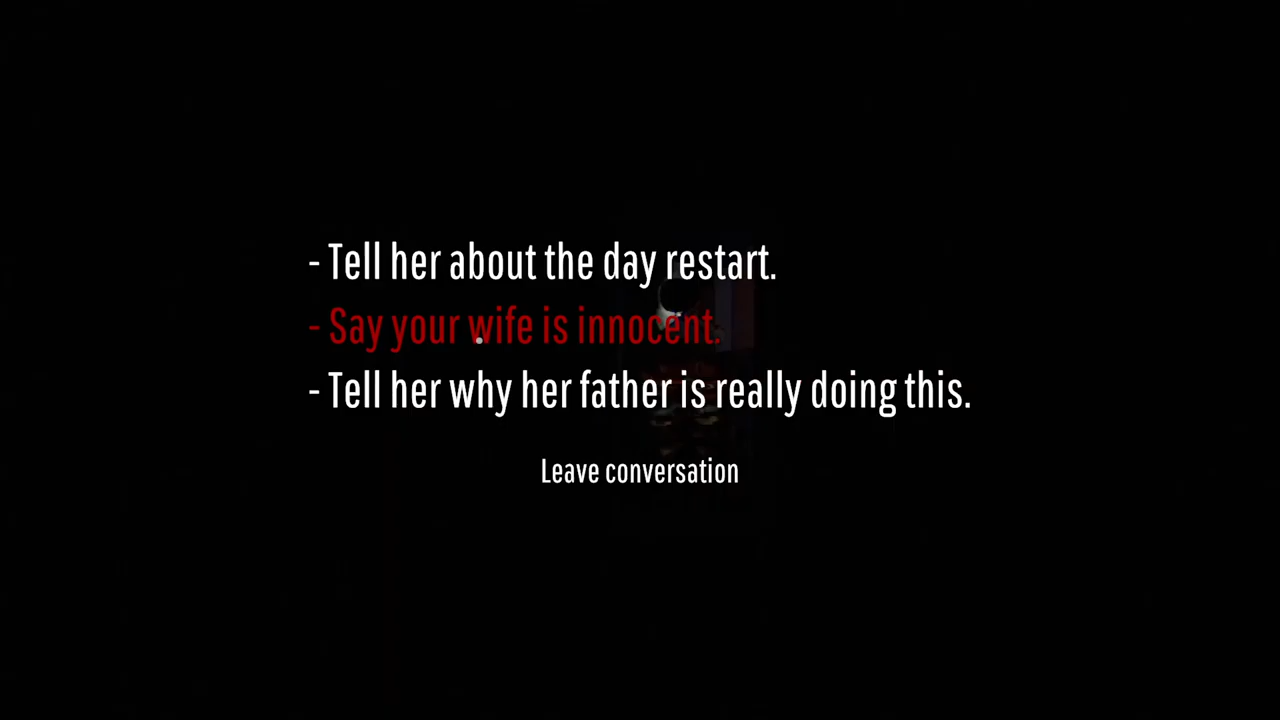 - Tell her about the day restart.
- Say your wife is innocent.
- Tell her why her father is really doing this.
Leave conversation